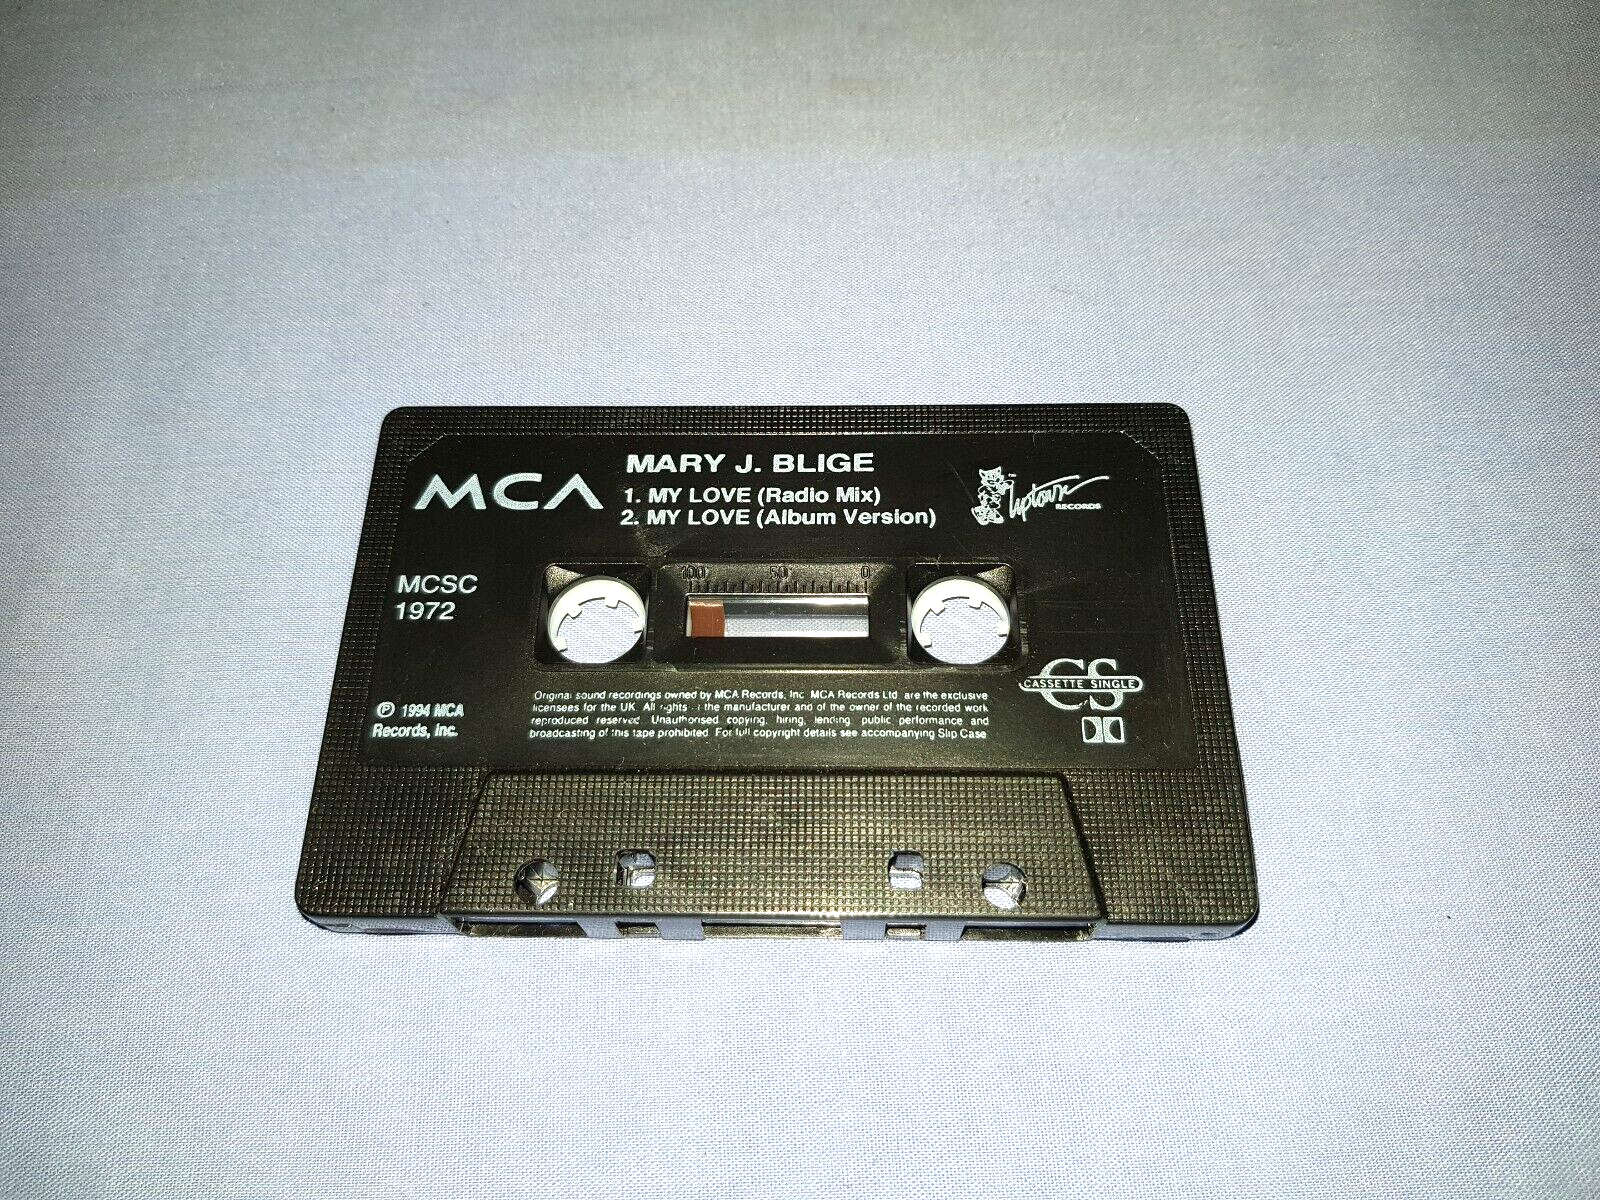 MCA
MARY J. BLIGE
1. MY LOVE (Radio Mix)
2. MY LOVE (Album Version)
™
Uptown
RECORDS
100 50 0
MCSC
1972
CS
CASSETTE SINGLE
℗ 1994 MCA
Records, Inc.
Original sound recordings owned by MCA Records, Inc. MCA Records Ltd. are the exclusive
licensees for the UK. All rights the manufacturer and of the owner of the recorded work
reproduced reserved. Unauthorised copying, hiring, lending, public performance and
broadcasting of this tape prohibited. For full copyright details see accompanying Slip Case